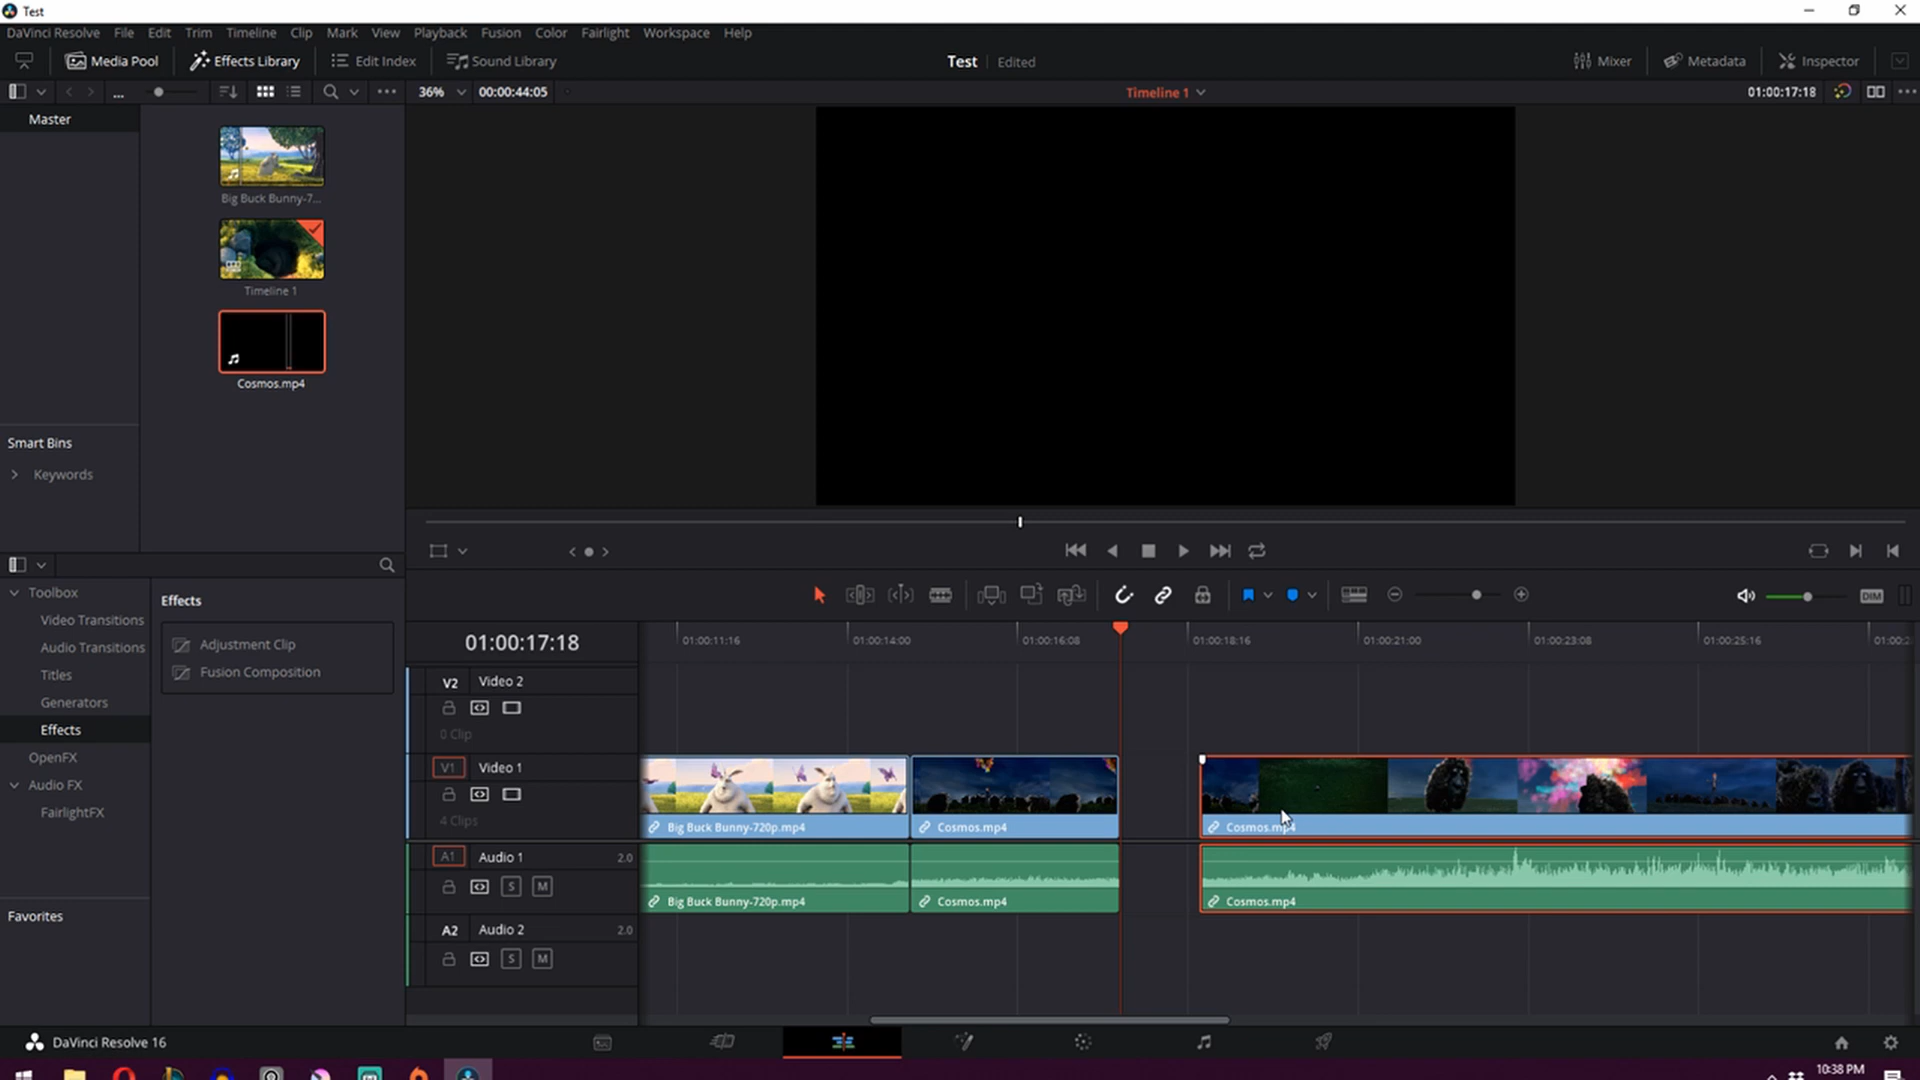 Test
DaVinci Resolve File Edit Trim Timeline Clip Mark View Playback Fusion Color Fairlight Workspace Help
Media Pool Effects Library Edit Index Sound Library Test Edited Mixer Metadata Inspector
... 36% 00:00:44:05 Timeline 1 01:00:17:18
Master
Big Buck Bunny-7...
Timeline 1
Cosmos.mp4
Smart Bins
Keywords
Toolbox
Video Transitions
Audio Transitions
Titles
Generators
Effects
OpenFX
Audio FX
FairlightFX
Favorites
Effects
Adjustment Clip
Fusion Composition
DIM
01:00:17:18
01:00:11:16 01:00:14:00 01:00:16:08 01:00:18:16 01:00:21:00 01:00:23:08 01:00:25:16 01:00:2
V2 Video 2
0 Clip
V1 Video 1
4 Clips
Big Buck Bunny-720p.mp4 Cosmos.mp4 Cosmos.mp4
A1 Audio 1 2.0
S M
Big Buck Bunny-720p.mp4 Cosmos.mp4 Cosmos.mp4
A2 Audio 2 2.0
S M
DaVinci Resolve 16
10:38 PM